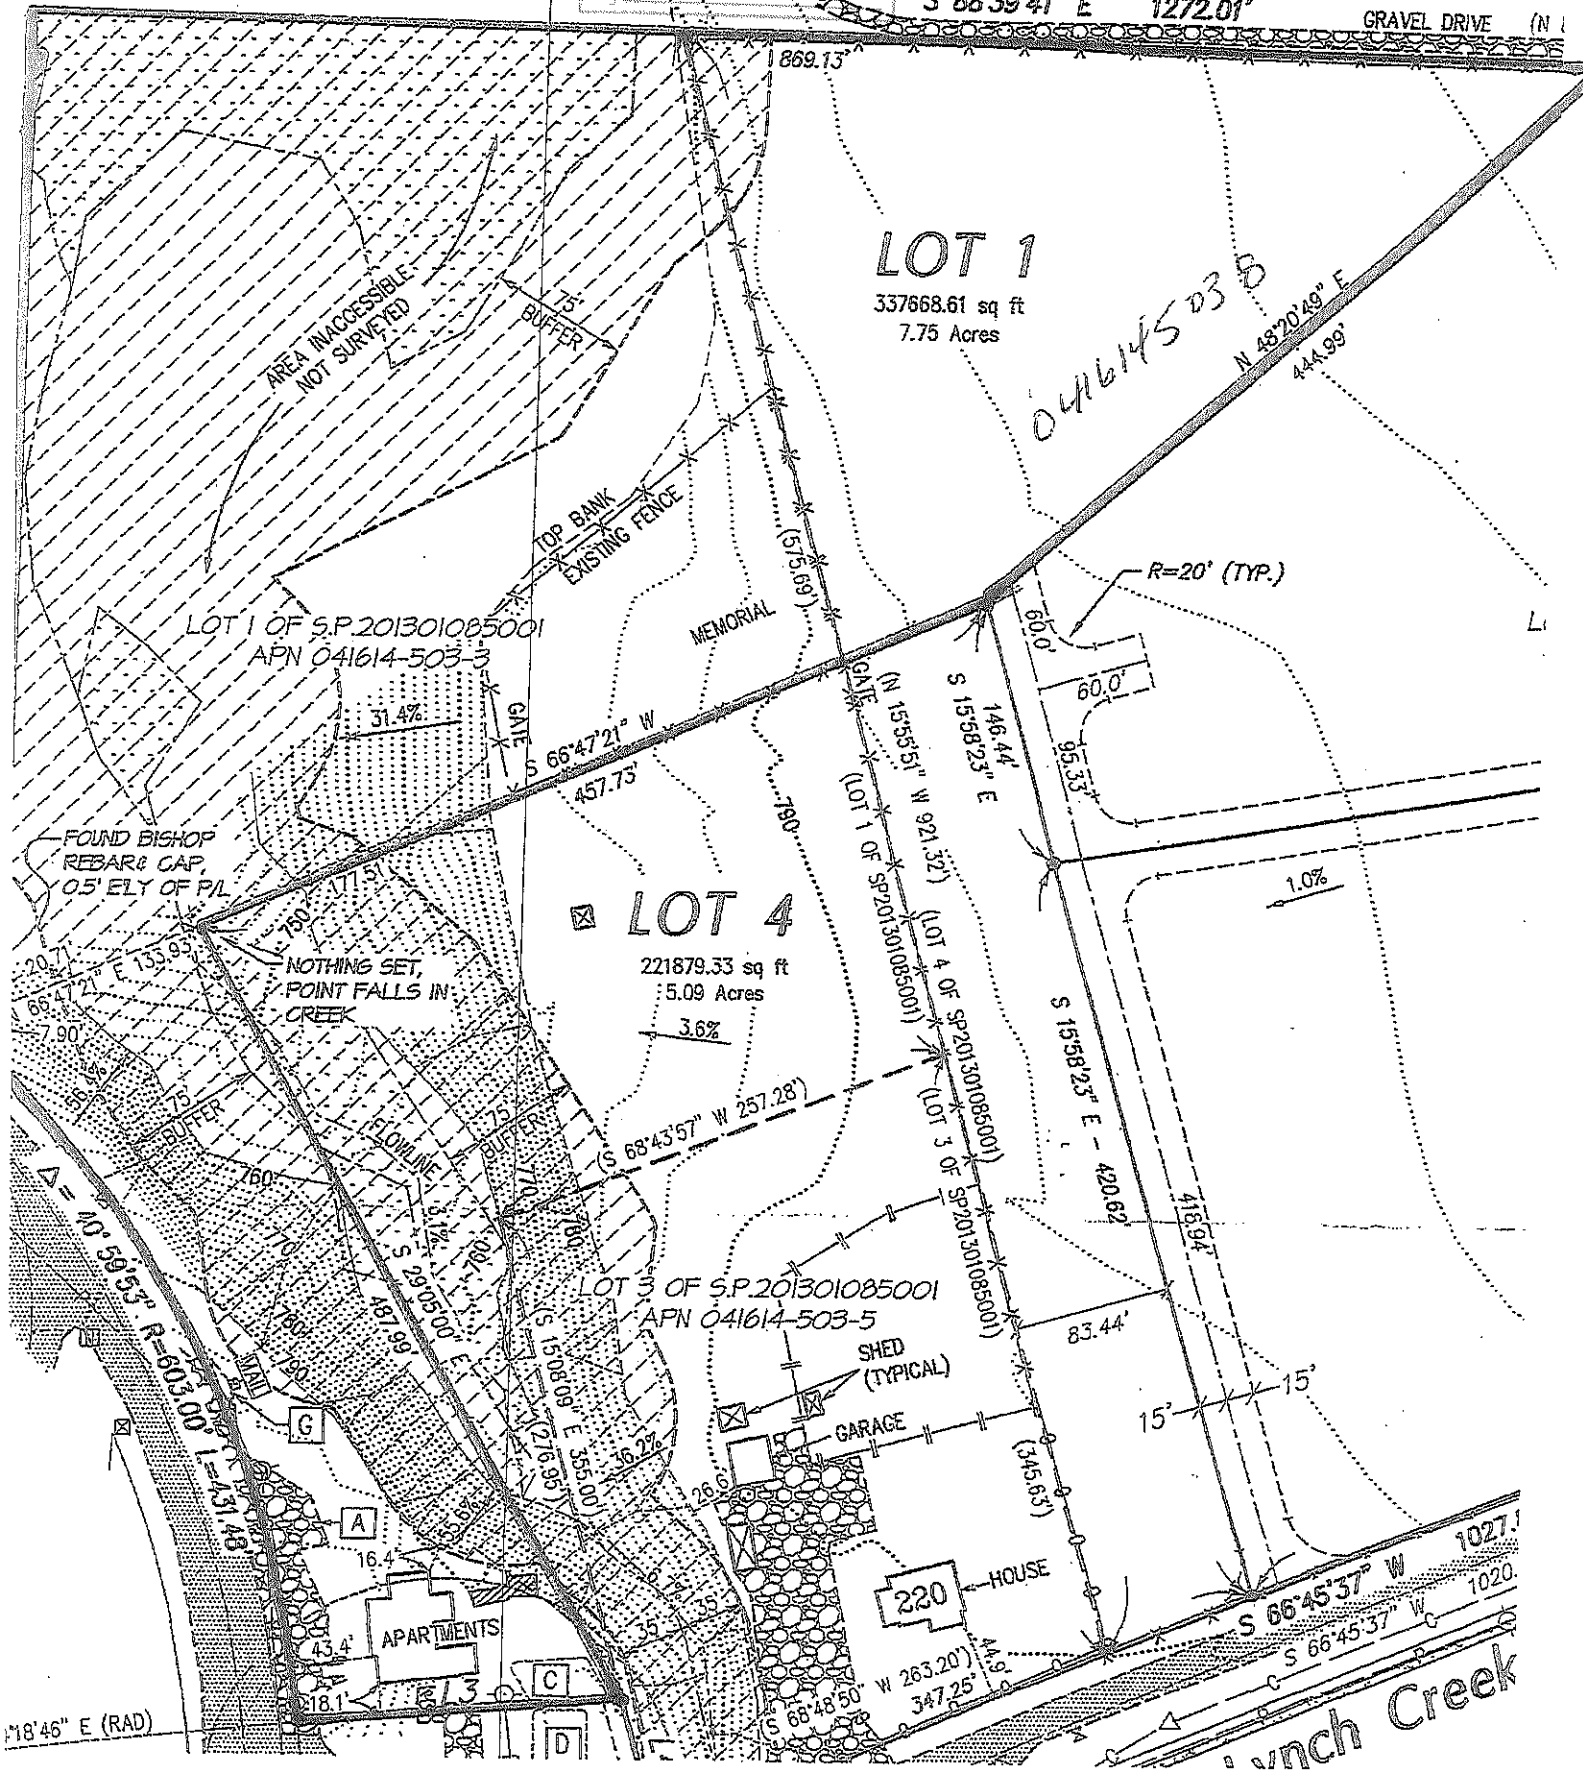 S 88°39'41" E 1272.01'
GRAVEL DRIVE (N
869.13'
LOT 1
337668.61 sq ft
7.75 Acres
0416145038
N 48°20'49" E
444.99'
75'
BUFFER
AREA INACCESSIBLE
NOT SURVEYED
TOP BANK
EXISTING FENCE
(575.69')
R=20' (TYP.)
60.0'
60.0'
MEMORIAL
LOT 1 OF S.P.201301085001
APN 041614-503-3
31.4%
GATE
GATE
S 66°47'21" W
457.73'
(N 15°55'51" W 921.32')
146.44'
S 15°58'23" E
95.33'
(LOT 1 OF SP201301085001)
(LOT 4 OF SP201301085001)
790
FOUND BISHOP
REBAR& CAP,
0.5' ELY OF P/L
177.51'
750
LOT 4
221879.33 sq ft
5.09 Acres
3.6%
1.0%
20.71
66°47'21" E 133.93'
7.90'
NOTHING SET,
POINT FALLS IN
CREEK
S 15°58'23" E - 420.62'
418.94'
75'
BUFFER
FLOWLINE
75'
BUFFER
(S 68°43'57" W 257.28')
(LOT 3 OF SP201301085001)
760
770
780
760
770
780
790
S 29°05'00" E
487.99'
Δ= 40°59'53" R=603.00' L=431.48'
LOT 3 OF S.P.201301085001
APN 041614-503-5
83.44'
SHED
(TYPICAL)
MAIL
G
(S 15°08'09" E 355.00')
(276.95')
36.2%
26.6
GARAGE
15'
15'
(345.63')
A
16.4'
55.6%
HOUSE
220
APARTMENTS
43.4'
35'
35'
18.1'
C
D
44.9'
S 68°48'50" W 263.20')
347.25'
S 66°45'37" W 1027.
S 66°45'37" W 1020.
18'46" E (RAD)
Lynch Creek